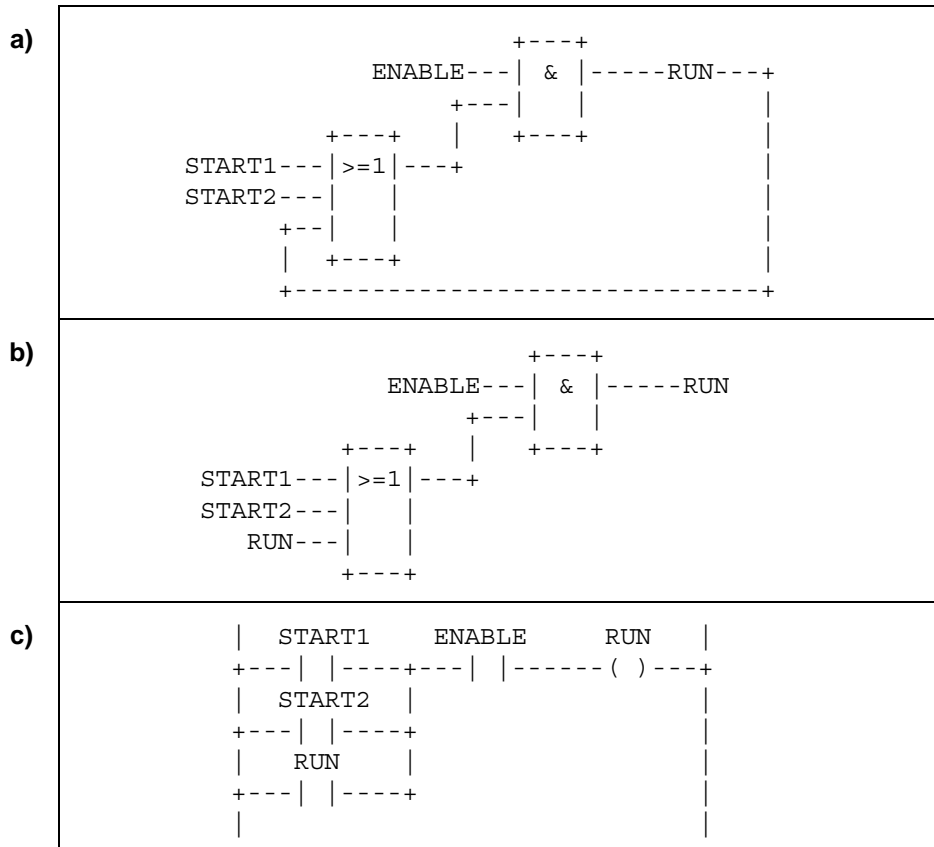 a)
+---+
ENABLE---| & |-----RUN---+
+---|   |           |
+---+   |   +---+           |
START1---|>=1|---+                   |
START2---|   |                       |
+--|   |                       |
|  +---+                       |
+------------------------------+
b)
+---+
ENABLE---| & |-----RUN
+---|   |
+---+   |   +---+
START1---|>=1|---+
START2---|   |
RUN---|   |
+---+
c)
|  START1    ENABLE     RUN   |
+---| |----+---| |------( )---+
|  START2  |                  |
+---| |----+                  |
|   RUN    |                  |
+---| |----+                  |
|                             |